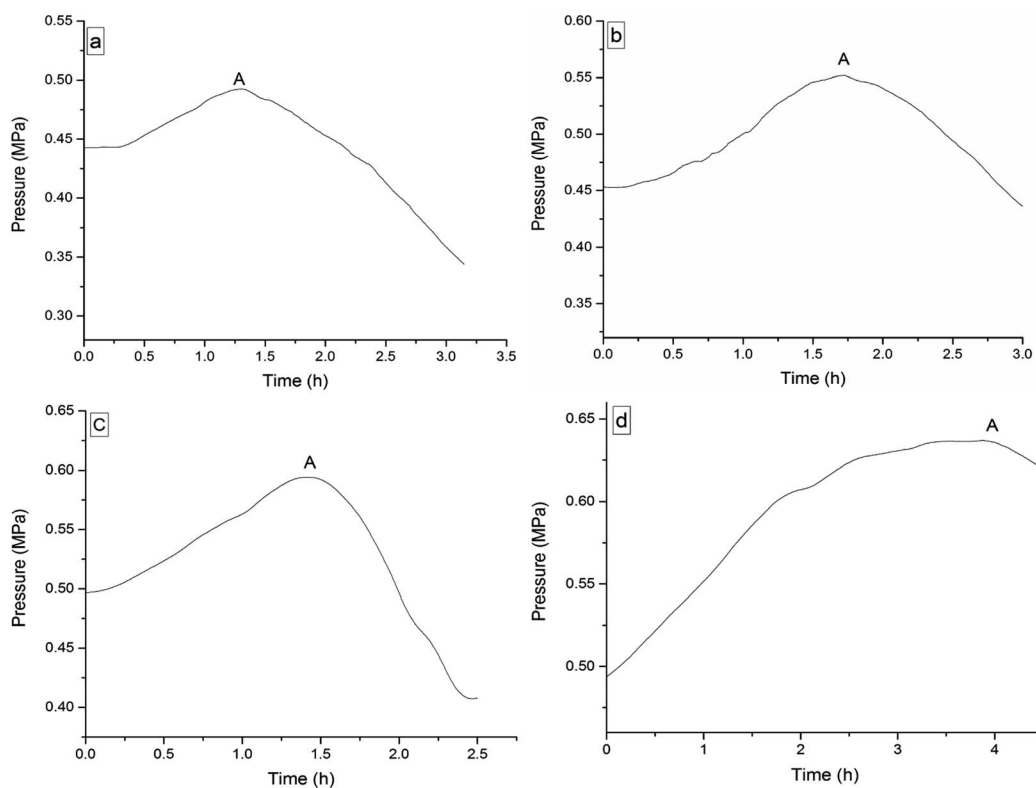 a
A
0.55
0.50
0.45
0.40
0.35
0.30
Pressure (MPa)
0.0 0.5 1.0 1.5 2.0 2.5 3.0 3.5
Time (h)
b
A
0.60
0.55
0.50
0.45
0.40
0.35
Pressure (MPa)
0.0 0.5 1.0 1.5 2.0 2.5 3.0
Time (h)
C
A
0.65
0.60
0.55
0.50
0.45
0.40
Pressure (MPa)
0.0 0.5 1.0 1.5 2.0 2.5
Time (h)
d
A
0.65
0.60
0.55
0.50
Pressure (MPa)
0 1 2 3 4
Time (h)